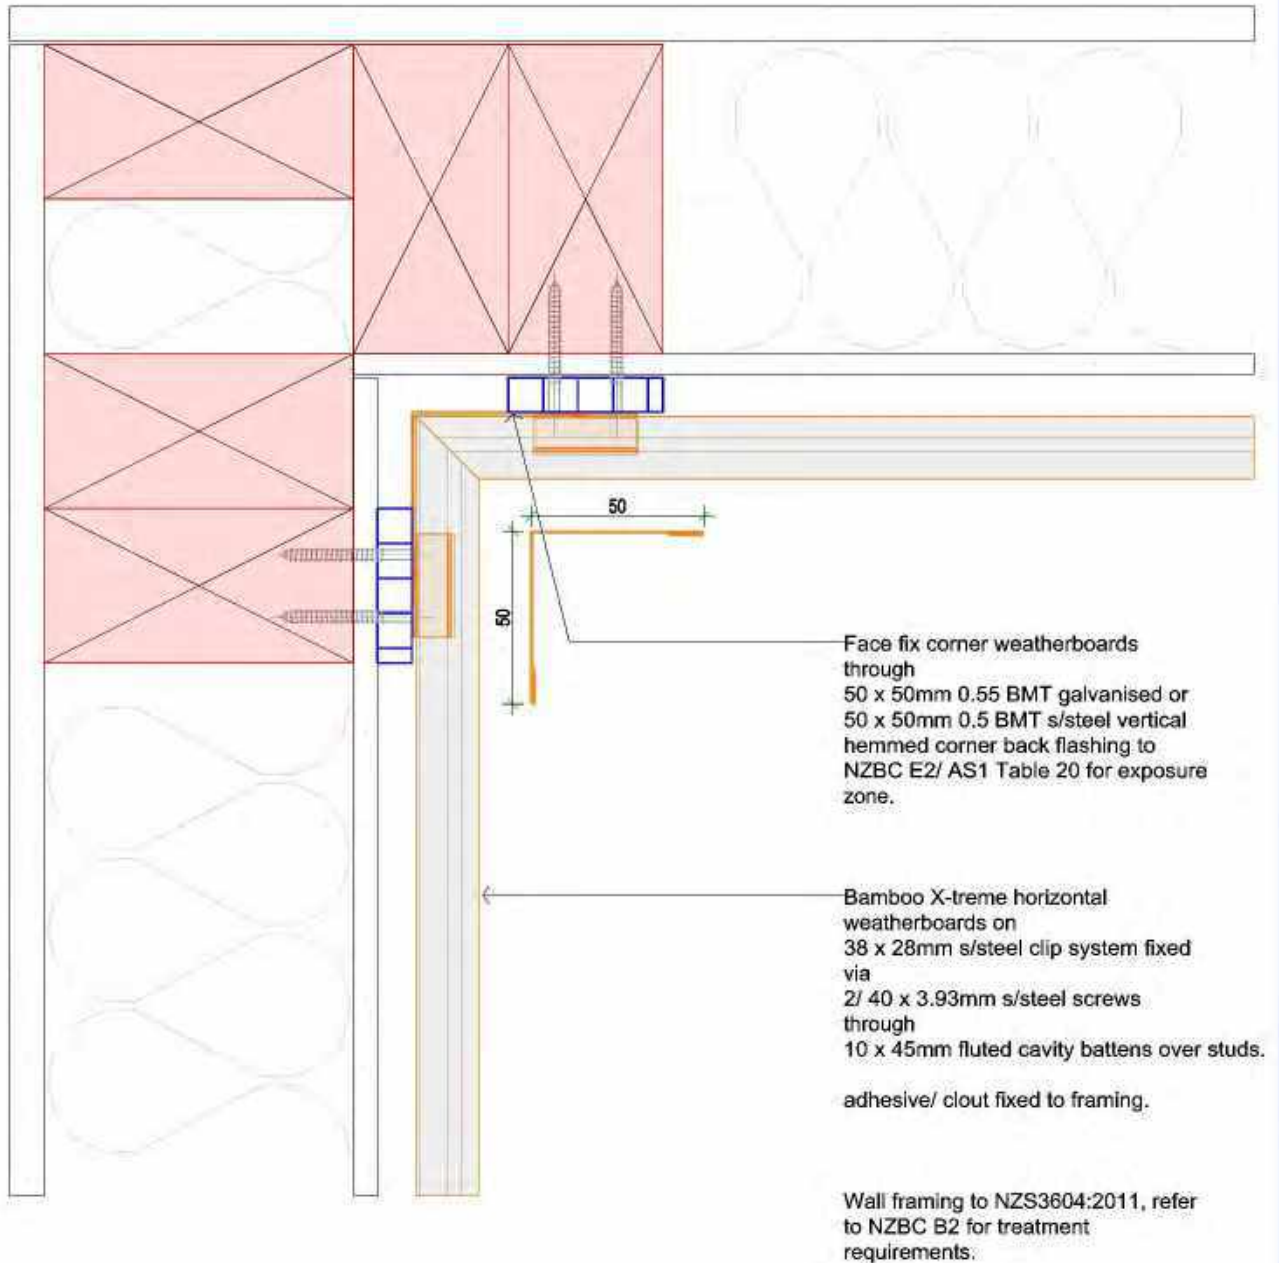 50
50
Face fix corner weatherboards
through
50 x 50mm 0.55 BMT galvanised or
50 x 50mm 0.5 BMT s/steel vertical
hemmed corner back flashing to
NZBC E2/ AS1 Table 20 for exposure
zone.
Bamboo X-treme horizontal
weatherboards on
38 x 28mm s/steel clip system fixed
via
2/ 40 x 3.93mm s/steel screws
through
10 x 45mm fluted cavity battens over studs.
adhesive/ clout fixed to framing.
Wall framing to NZS3604:2011, refer
to NZBC B2 for treatment
requirements.